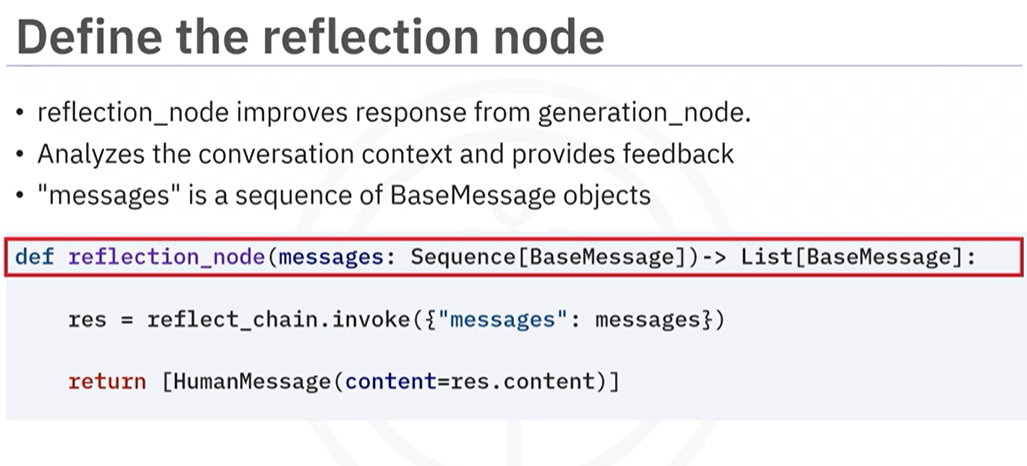 Define the reflection node
• reflection_node improves response from generation_node.
• Analyzes the conversation context and provides feedback
• "messages" is a sequence of BaseMessage objects
def reflection_node(messages: Sequence[BaseMessage])-> List[BaseMessage]:
res = reflect_chain.invoke({"messages": messages})
return [HumanMessage(content=res.content)]